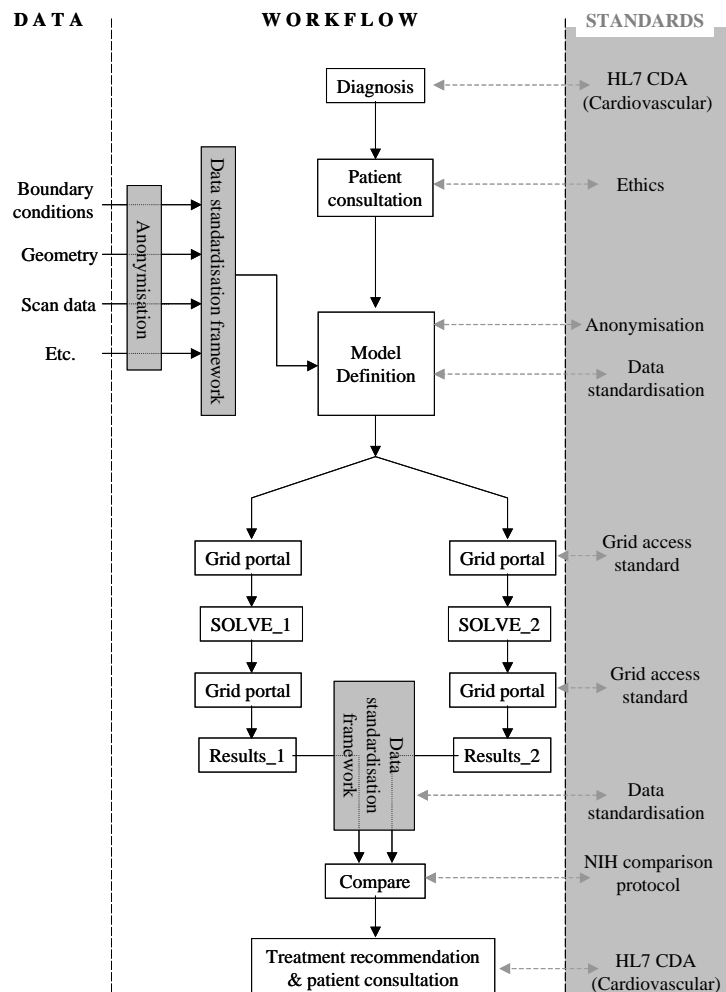 D A T A
W O R K F L O W
STANDARDS
Diagnosis
HL7 CDA
(Cardiovascular)
Patient
consultation
Ethics
Boundary
conditions
Geometry
Scan data
Etc.
Anonymisation
Data standardisation framework
Model
Definition
Anonymisation
Data
standardisation
Grid portal
Grid portal
Grid access
standard
SOLVE_1
SOLVE_2
Grid portal
Grid portal
Grid access
standard
Results_1
Results_2
Data
standardisation
framework
Data
standardisation
Compare
NIH comparison
protocol
Treatment recommendation
& patient consultation
HL7 CDA
(Cardiovascular)